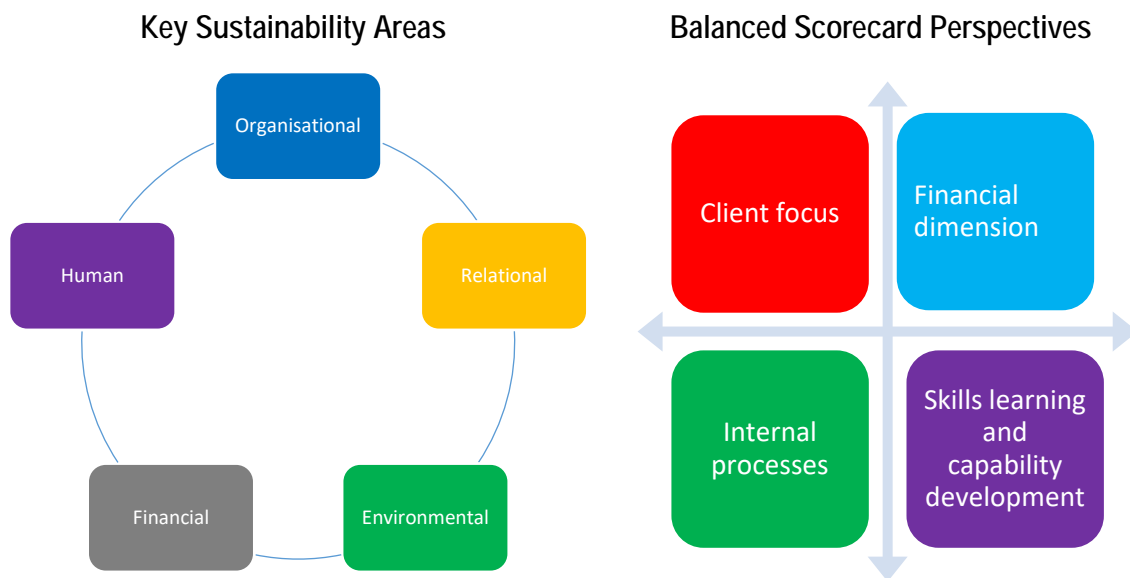 Key Sustainability Areas
Organisational
Human
Relational
Financial
Environmental
Balanced Scorecard Perspectives
Client focus
Financial
dimension
Internal
processes
Skills learning
and
capability
development